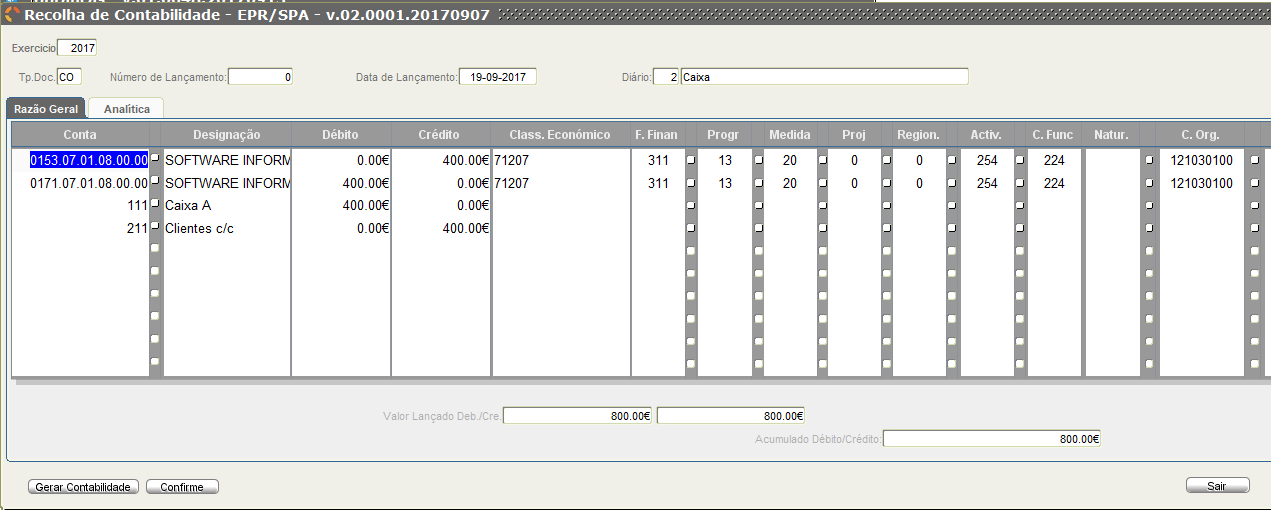 Recolha de Contabilidade - EPR/SPA - v.02.0001.20170907
Exercicio 2017
Tp.Doc. CO Número de Lançamento: 0 Data de Lançamento: 19-09-2017 Diário: 2 Caixa
Razão Geral Analítica
Conta Designação Débito Crédito Class. Económico F. Finan Progr Medida Proj Region. Activ. C. Func Natur. C. Org.
0153.07.01.08.00.00 SOFTWARE INFORM 0.00€ 400.00€ 71207 311 13 20 0 0 254 224 121030100
0171.07.01.08.00.00 SOFTWARE INFORM 400.00€ 0.00€ 71207 311 13 20 0 0 254 224 121030100
111 Caixa A 400.00€ 0.00€
211 Clientes c/c 0.00€ 400.00€
Valor Lançado Deb./Cre. 800.00€ 800.00€
Acumulado Débito/Crédito: 800.00€
Gerar Contabilidade Confirme Sair